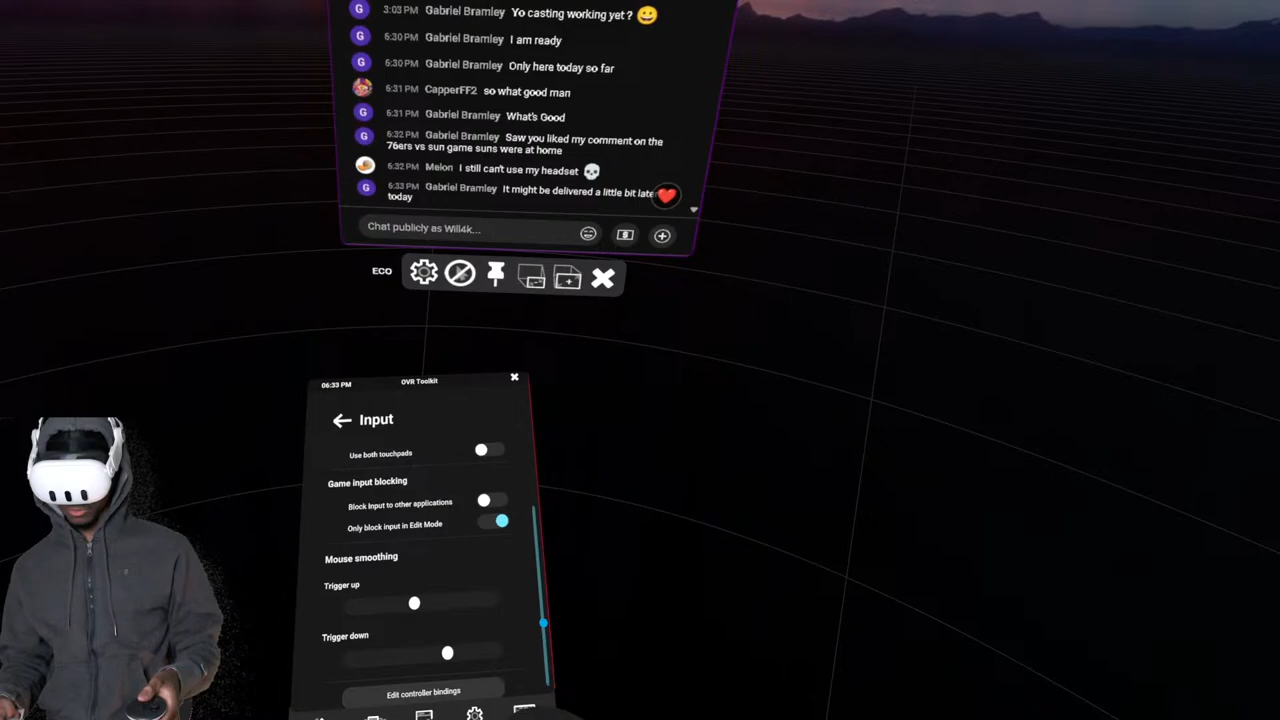 G 3:03 PM Gabriel Bramley Yo casting working yet ? 😀
G 6:30 PM Gabriel Bramley I am ready
G 6:30 PM Gabriel Bramley Only here today so far
6:31 PM CapperFF2 so what good man
G 6:31 PM Gabriel Bramley What's Good
G 6:32 PM Gabriel Bramley Saw you liked my comment on the
76ers vs sun game suns were at home
6:32 PM Melon I still can't use my headset 💀
G 6:33 PM Gabriel Bramley It might be delivered a little bit later
today
Chat publicly as Will4k...
ECO
06:33 PM OVR Toolkit
Input
Use both touchpads
Game input blocking
Block Input to other applications
Only block input in Edit Mode
Mouse smoothing
Trigger up
Trigger down
Edit controller bindings